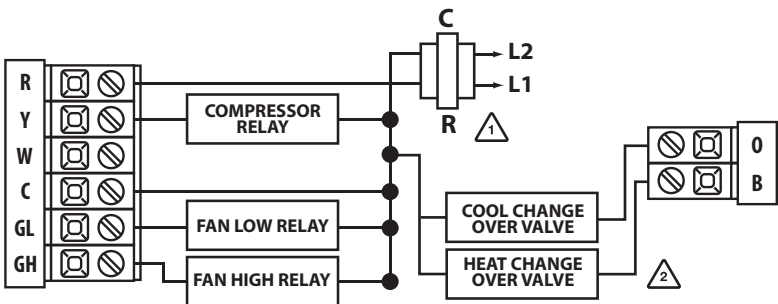 C
L2
R
L1
Y
COMPRESSOR
RELAY
R
1
W
O
C
B
COOL CHANGE
OVER VALVE
GL
FAN LOW RELAY
GH
FAN HIGH RELAY
HEAT CHANGE
OVER VALVE
2